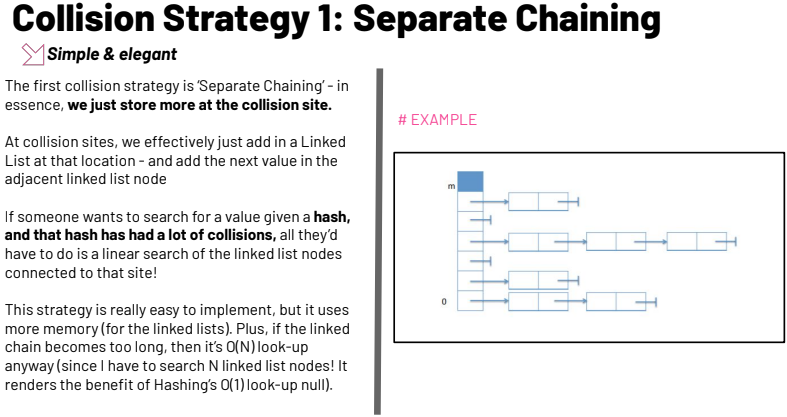 Collision Strategy 1: Separate Chaining
Simple & elegant
The first collision strategy is ‘Separate Chaining’ - in
essence, we just store more at the collision site.
At collision sites, we effectively just add in a Linked
List at that location - and add the next value in the
adjacent linked list node
If someone wants to search for a value given a hash,
and that hash has had a lot of collisions, all they’d
have to do is a linear search of the linked list nodes
connected to that site!
This strategy is really easy to implement, but it uses
more memory (for the linked lists). Plus, if the linked
chain becomes too long, then it’s O(N) look-up
anyway (since I have to search N linked list nodes! It
renders the benefit of Hashing’s O(1) look-up null).
# EXAMPLE
m
0